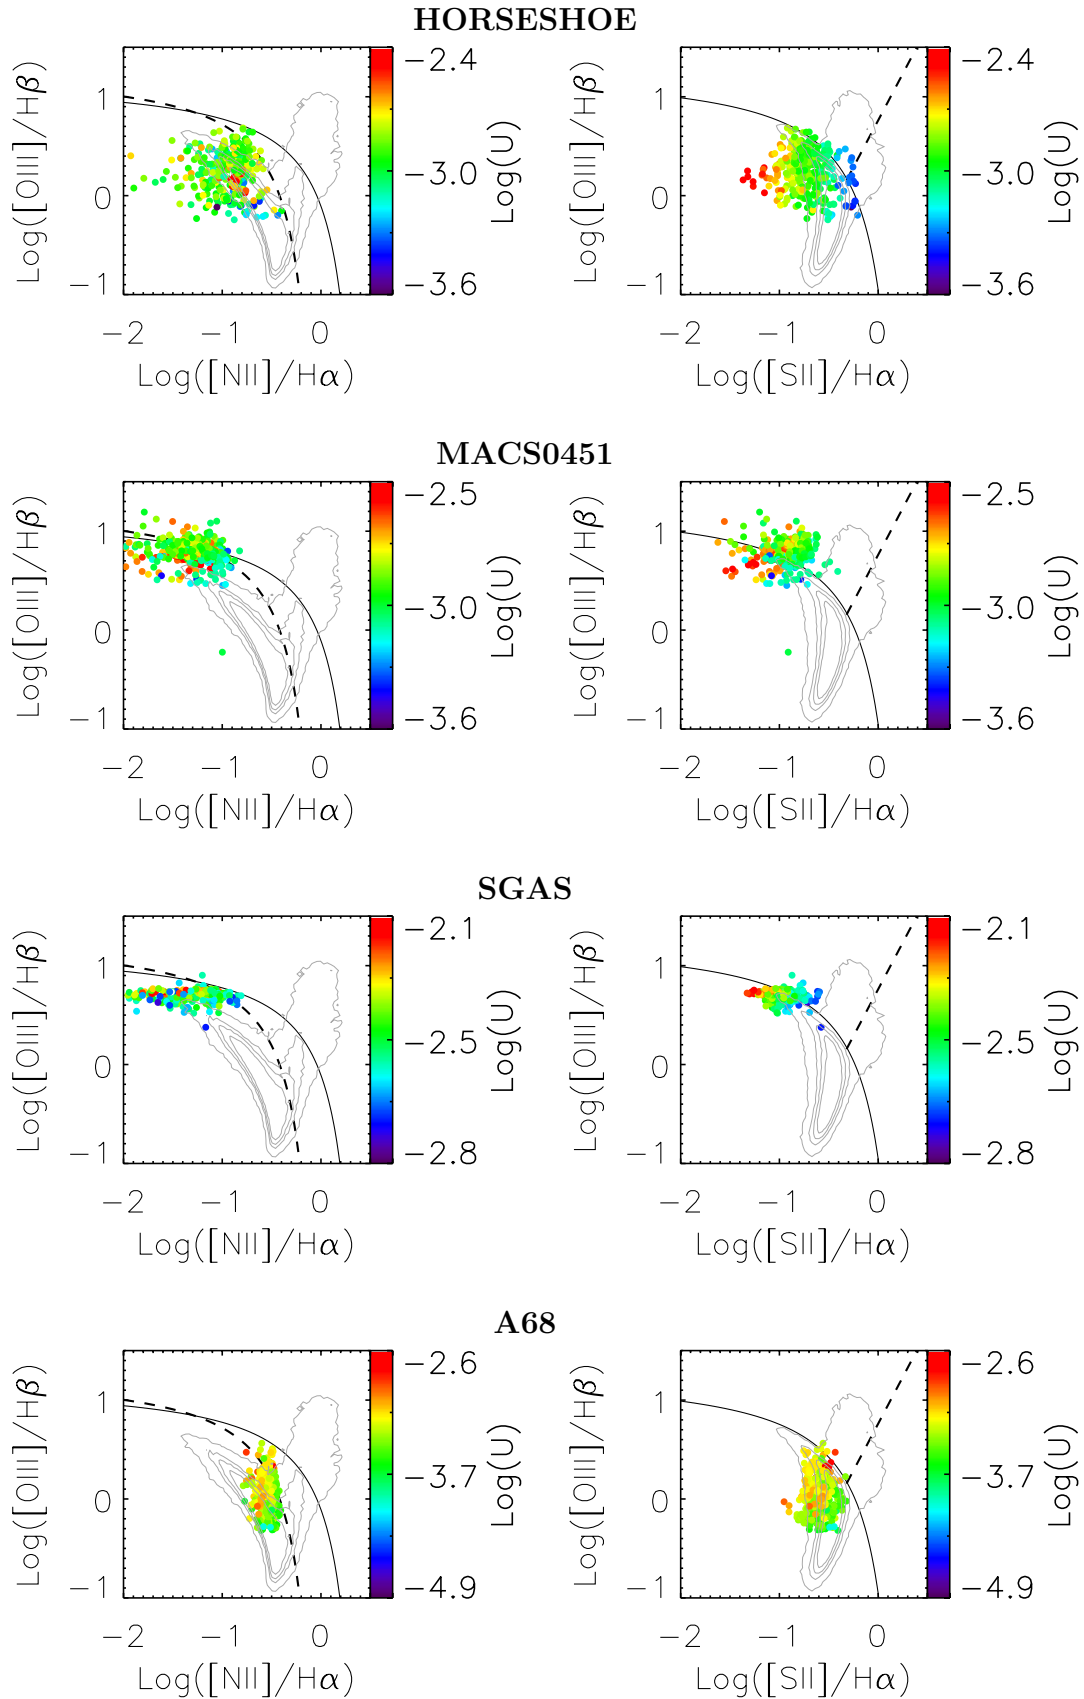 HORSESHOE
Log([OIII]/Hβ)
1
0
−1
−2 −1 0
Log([NII]/Hα)
−2.4
−3.0
−3.6
Log(U)
Log([OIII]/Hβ)
1
0
−1
−2 −1 0
Log([SII]/Hα)
−2.4
−3.0
−3.6
Log(U)
MACS0451
Log([OIII]/Hβ)
1
0
−1
−2 −1 0
Log([NII]/Hα)
−2.5
−3.0
−3.6
Log(U)
Log([OIII]/Hβ)
1
0
−1
−2 −1 0
Log([SII]/Hα)
−2.5
−3.0
−3.6
Log(U)
SGAS
Log([OIII]/Hβ)
1
0
−1
−2 −1 0
Log([NII]/Hα)
−2.1
−2.5
−2.8
Log(U)
Log([OIII]/Hβ)
1
0
−1
−2 −1 0
Log([SII]/Hα)
−2.1
−2.5
−2.8
Log(U)
A68
Log([OIII]/Hβ)
1
0
−1
−2 −1 0
Log([NII]/Hα)
−2.6
−3.7
−4.9
Log(U)
Log([OIII]/Hβ)
1
0
−1
−2 −1 0
Log([SII]/Hα)
−2.6
−3.7
−4.9
Log(U)